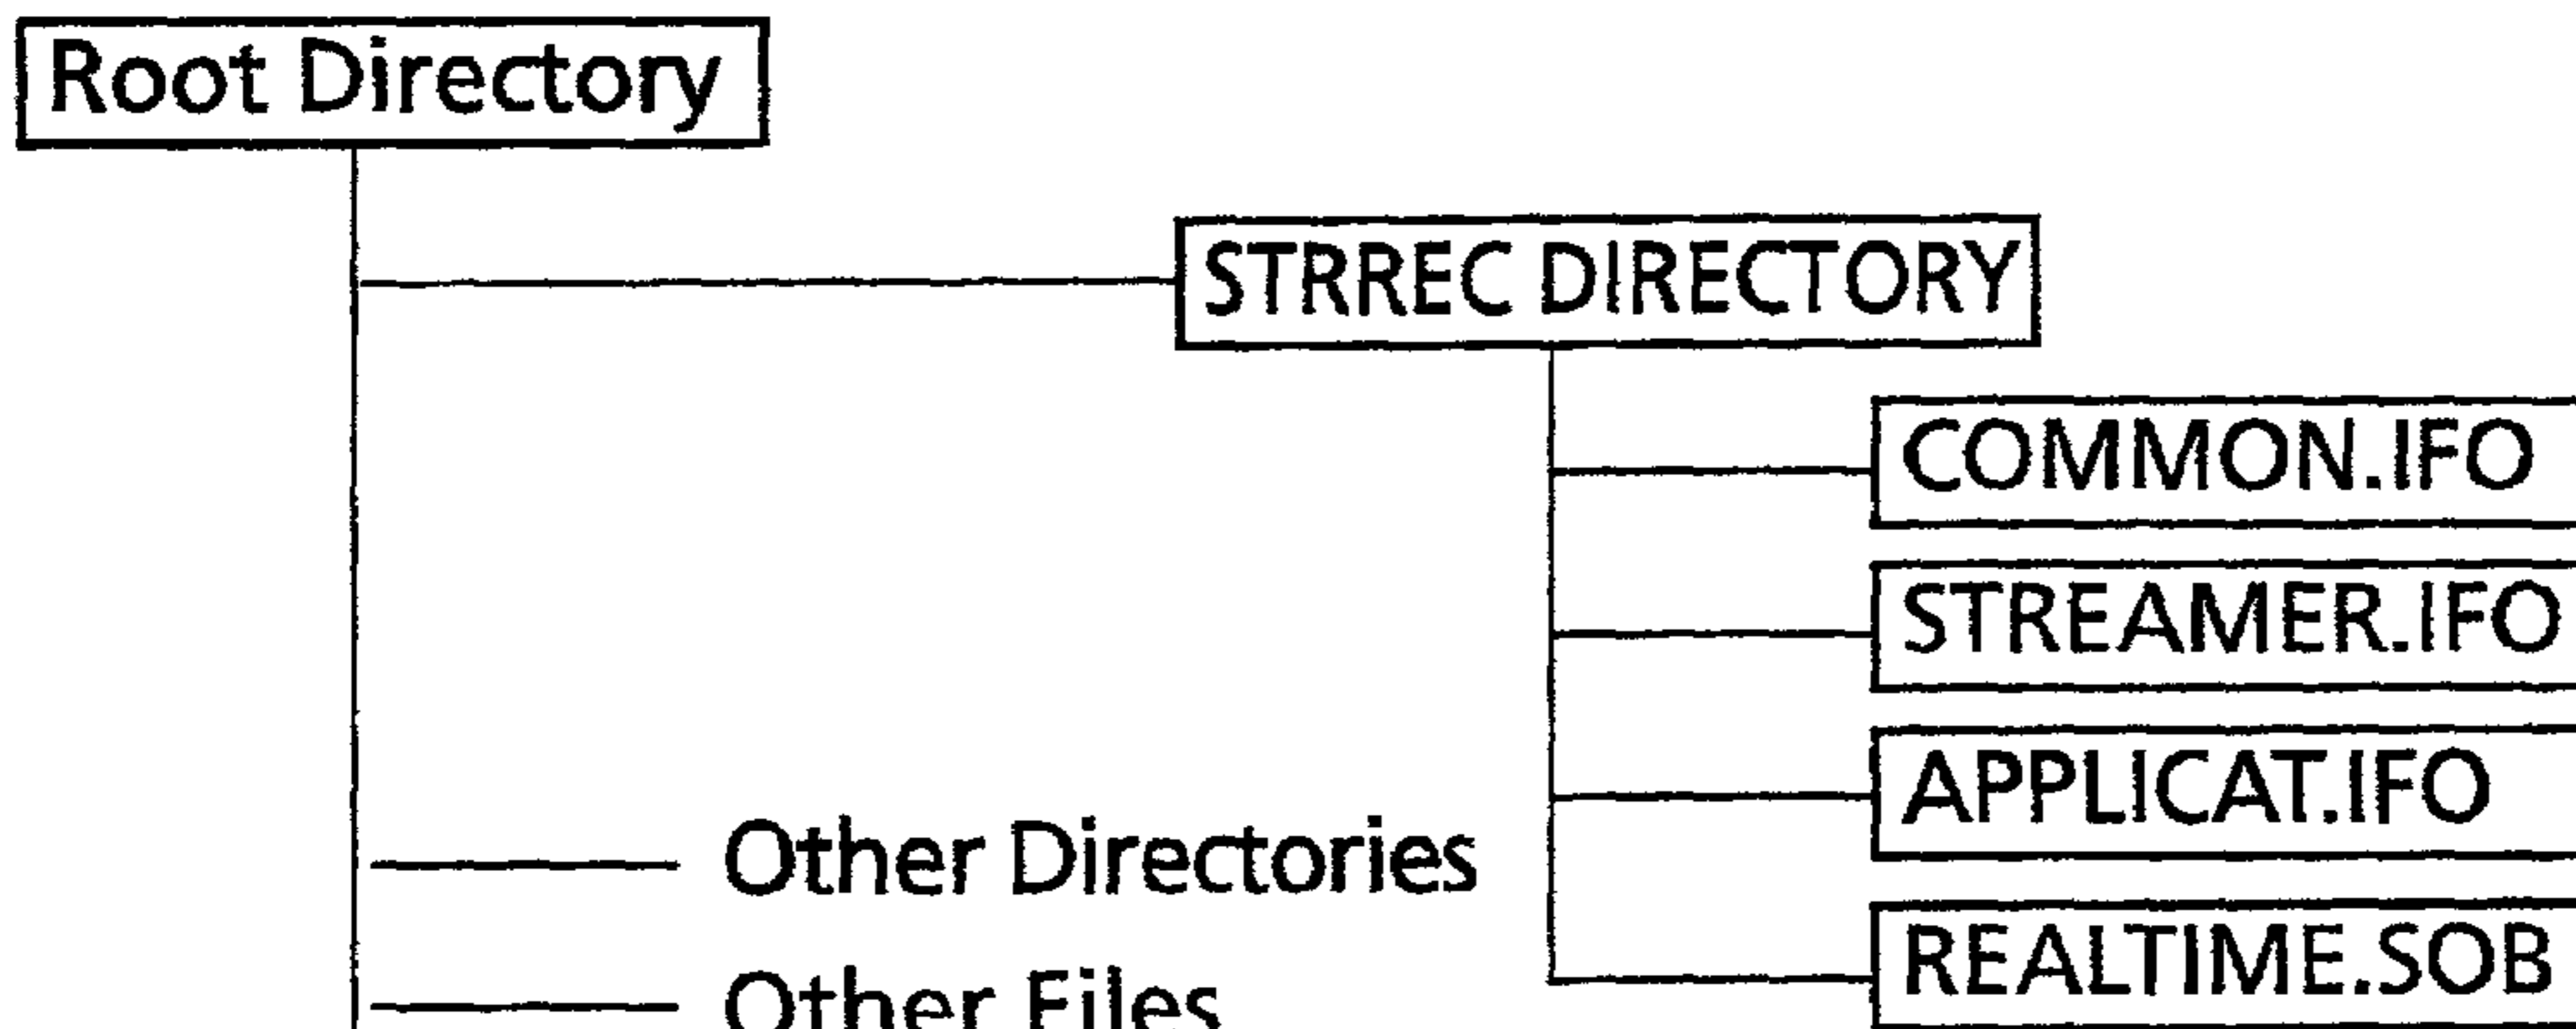 Root Directory
STRREC DIRECTORY
COMMON.IFO
STREAMER.IFO
APPLICAT.IFO
Other Directories
REALTIME.SOB
Other Files